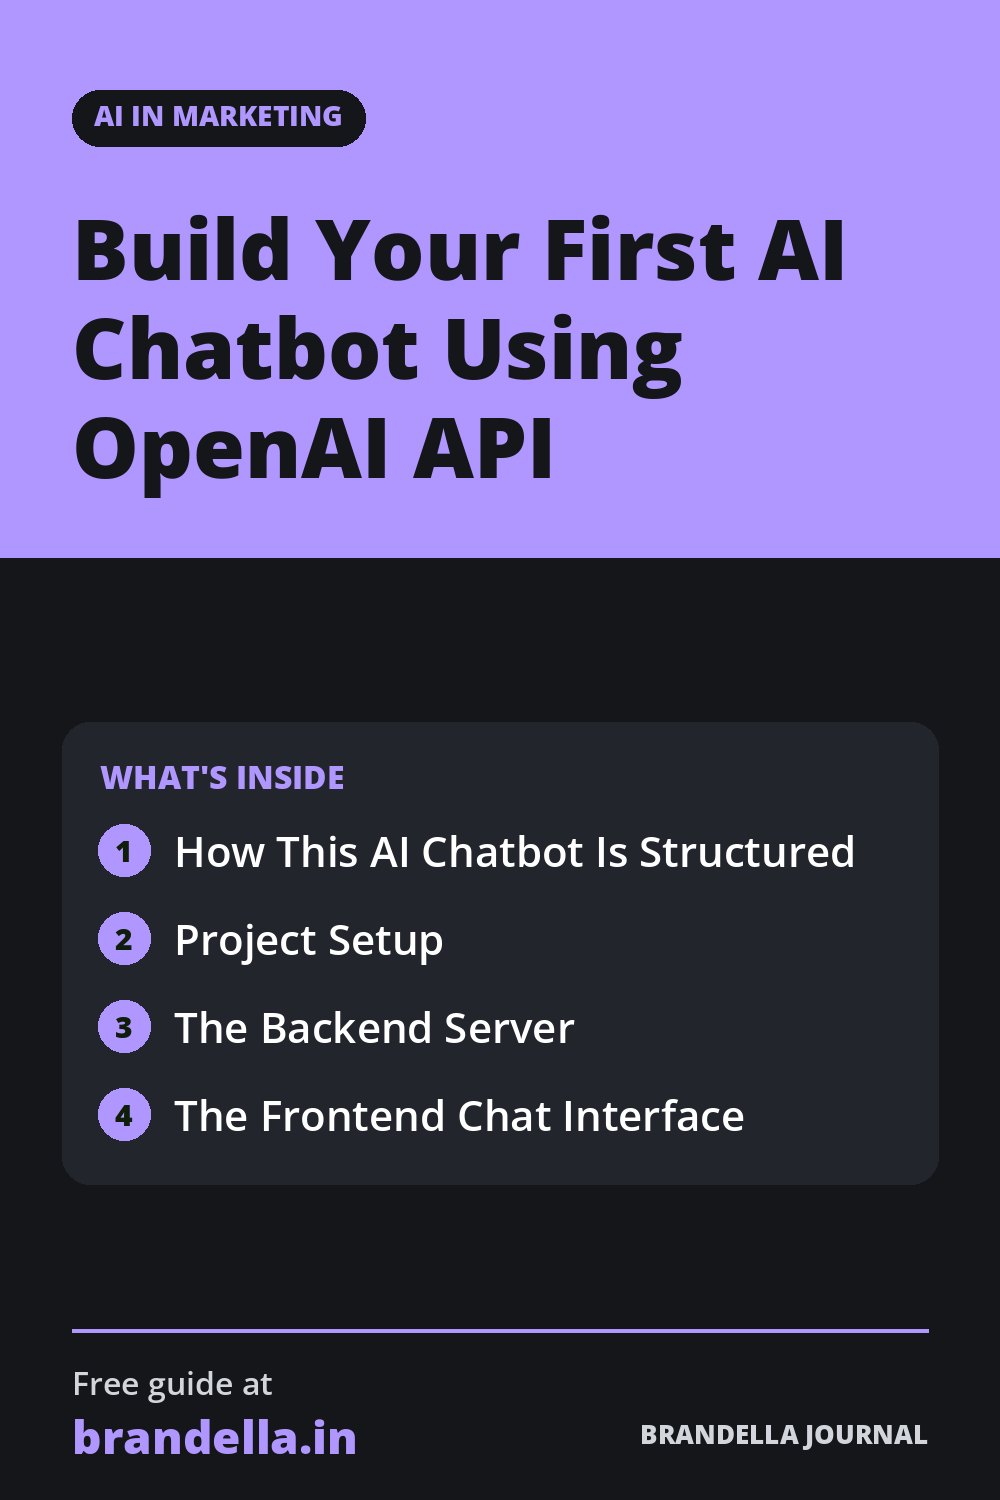 AI IN MARKETING
Build Your First AI
Chatbot Using
OpenAI API
WHAT'S INSIDE
1 How This AI Chatbot Is Structured
2 Project Setup
3 The Backend Server
4 The Frontend Chat Interface
Free guide at
brandella.in
BRANDELLA JOURNAL